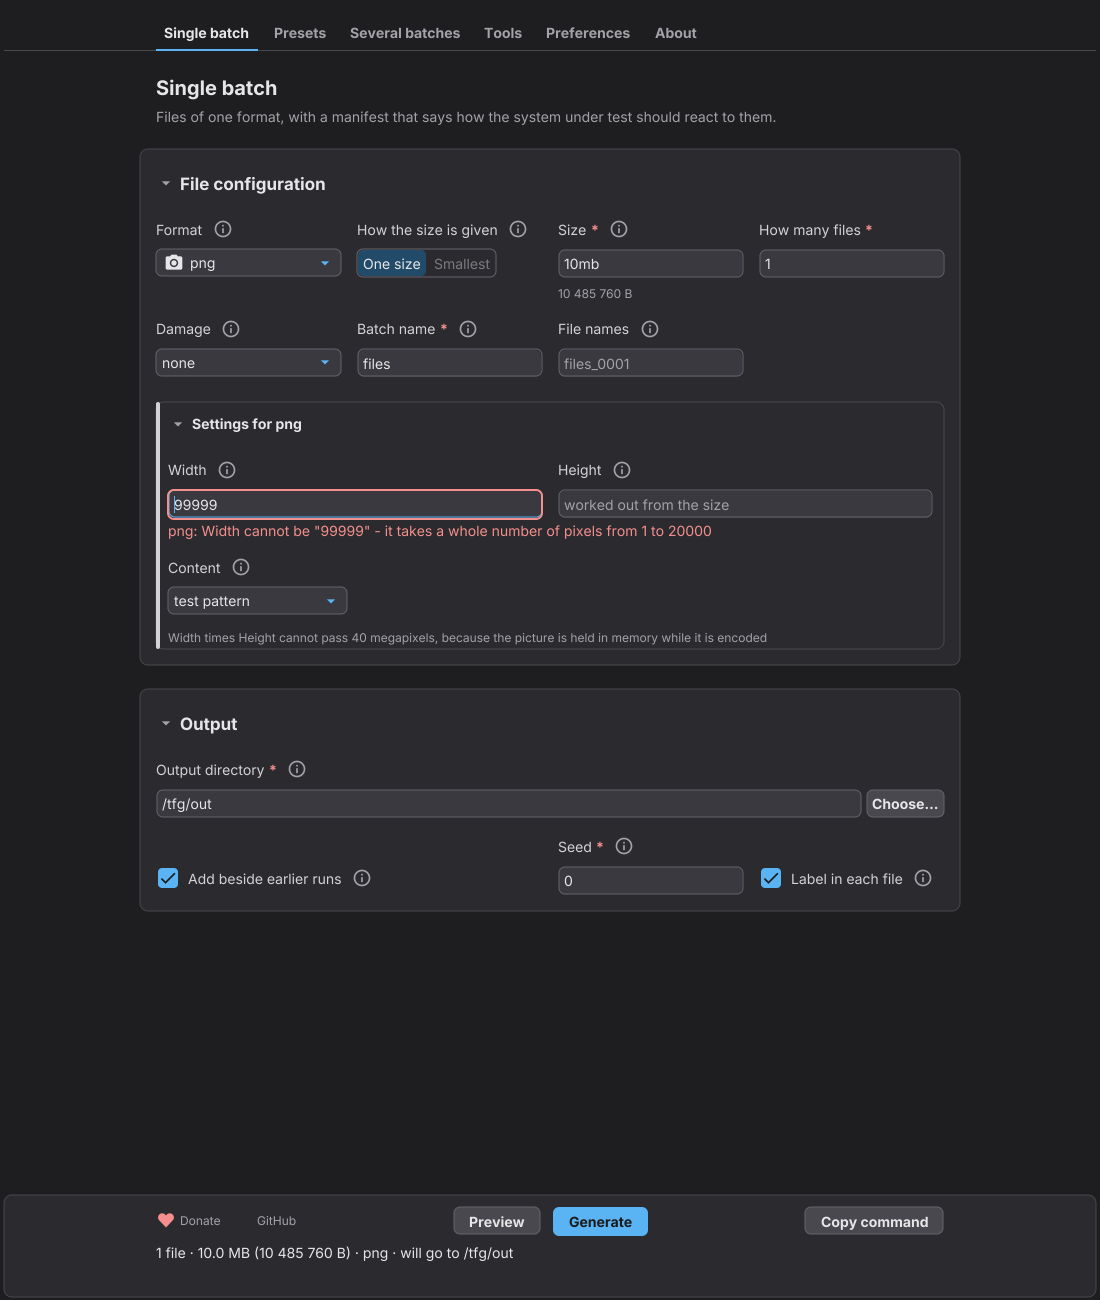 Single batch Presets Several batches Tools Preferences About
Single batch
Files of one format, with a manifest that says how the system under test should react to them.
File configuration
Format How the size is given Size * How many files *
png One size Smallest 10mb 1
10 485 760 B
Damage Batch name * File names
none files files_0001
Settings for png
Width Height
99999 worked out from the size
png: Width cannot be "99999" - it takes a whole number of pixels from 1 to 20000
Content
test pattern
Width times Height cannot pass 40 megapixels, because the picture is held in memory while it is encoded
Output
Output directory *
/tfg/out Choose...
Seed *
Add beside earlier runs 0 Label in each file
Donate GitHub Preview Generate Copy command
1 file · 10.0 MB (10 485 760 B) · png · will go to /tfg/out